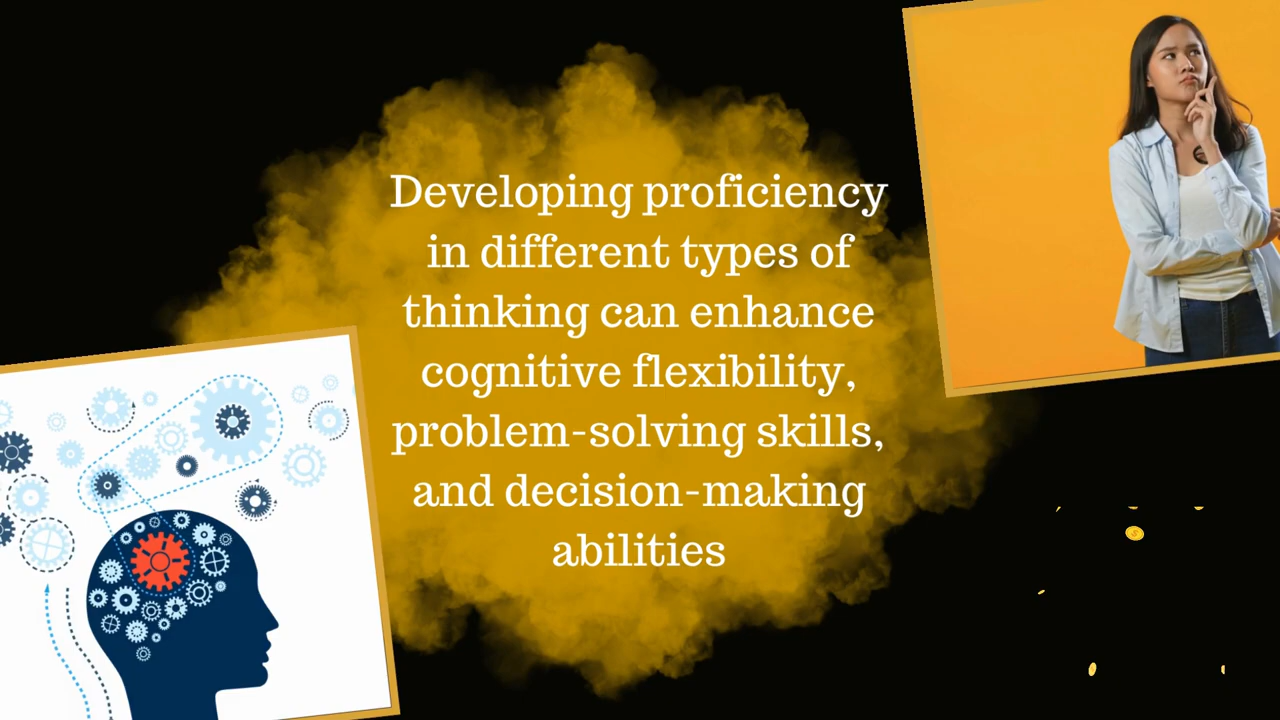 Developing proficiency
in different types of
thinking can enhance
cognitive flexibility,
problem-solving skills,
and decision-making
abilities